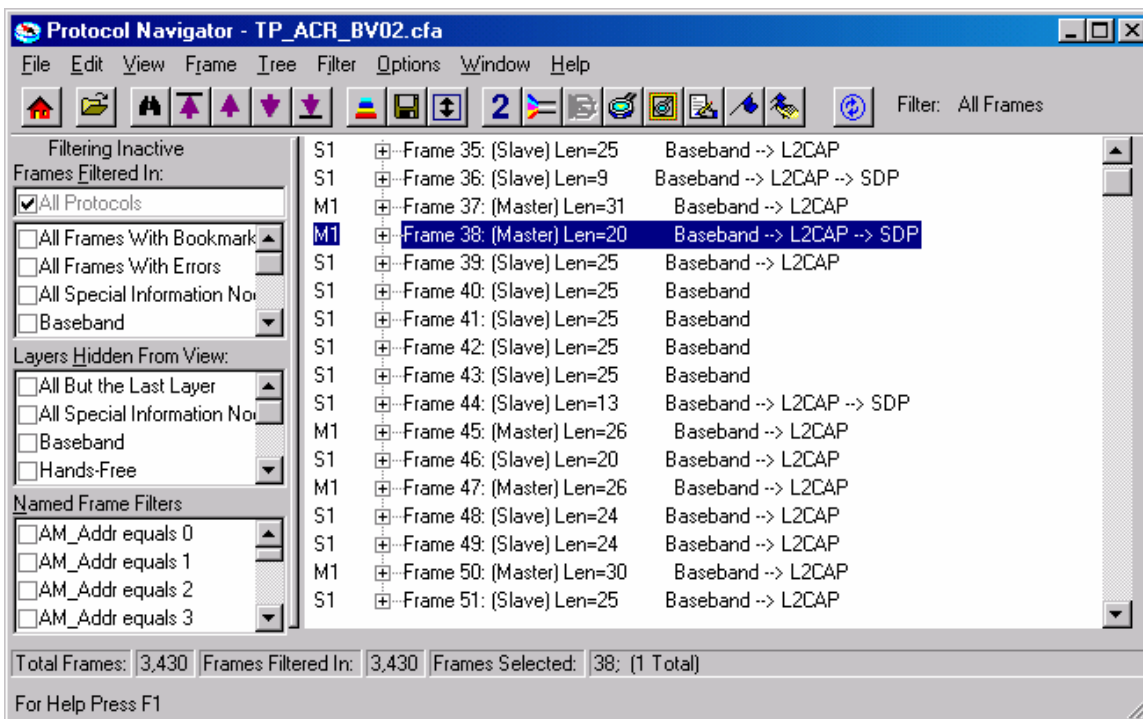 Protocol Navigator - TP_ACR_BV02.cfa
File Edit View Frame Tree Filter Options Window Help
2 Filter: All Frames
Filtering Inactive
Frames Filtered In:
All Protocols
All Frames With Bookmark
All Frames With Errors
All Special Information No
Baseband
Layers Hidden From View:
All But the Last Layer
All Special Information No
Baseband
Hands-Free
Named Frame Filters
AM_Addr equals 0
AM_Addr equals 1
AM_Addr equals 2
AM_Addr equals 3
S1 Frame 35: (Slave) Len=25 Baseband --> L2CAP
S1 Frame 36: (Slave) Len=9 Baseband --> L2CAP --> SDP
M1 Frame 37: (Master) Len=31 Baseband --> L2CAP
M1 Frame 38: (Master) Len=20 Baseband --> L2CAP --> SDP
S1 Frame 39: (Slave) Len=25 Baseband --> L2CAP
S1 Frame 40: (Slave) Len=25 Baseband
S1 Frame 41: (Slave) Len=25 Baseband
S1 Frame 42: (Slave) Len=25 Baseband
S1 Frame 43: (Slave) Len=25 Baseband
S1 Frame 44: (Slave) Len=13 Baseband --> L2CAP --> SDP
M1 Frame 45: (Master) Len=26 Baseband --> L2CAP
S1 Frame 46: (Slave) Len=20 Baseband --> L2CAP
M1 Frame 47: (Master) Len=26 Baseband --> L2CAP
S1 Frame 48: (Slave) Len=24 Baseband --> L2CAP
S1 Frame 49: (Slave) Len=24 Baseband --> L2CAP
M1 Frame 50: (Master) Len=30 Baseband --> L2CAP
S1 Frame 51: (Slave) Len=25 Baseband --> L2CAP
Total Frames: 3,430 Frames Filtered In: 3,430 Frames Selected: 38; (1 Total)
For Help Press F1